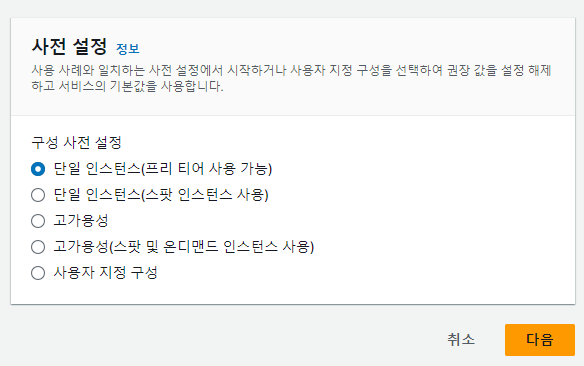 사전 설정 정보
사용 사례와 일치하는 사전 설정에서 시작하거나 사용자 지정 구성을 선택하여 권장 값을 설정 해제
하고 서비스의 기본값을 사용합니다.
구성 사전 설정
단일 인스턴스(프리 티어 사용 가능)
단일 인스턴스(스팟 인스턴스 사용)
고가용성
고가용성(스팟 및 온디맨드 인스턴스 사용)
사용자 지정 구성
취소 다음